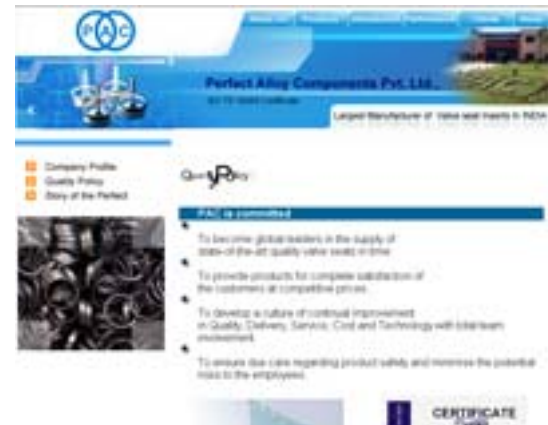 PAC
Perfect Alloy Components Pvt. Ltd.,
Largest Manufacturer of Valve seat Inserts in INDIA
Company Profile
Quality Policy
Story of the Perfect
Quality Policy
PAC is committed
To become global leaders in the supply of
state-of-the-art quality valve seats in time
To provide products for complete satisfaction of
the customers at competitive prices.
To develop a culture of continual improvement
in Quality, Delivery, Service, Cost and Technology with total team
involvement.
To ensure due care regarding product safety and minimise the potential
risks to the employees.
CERTIFICATE